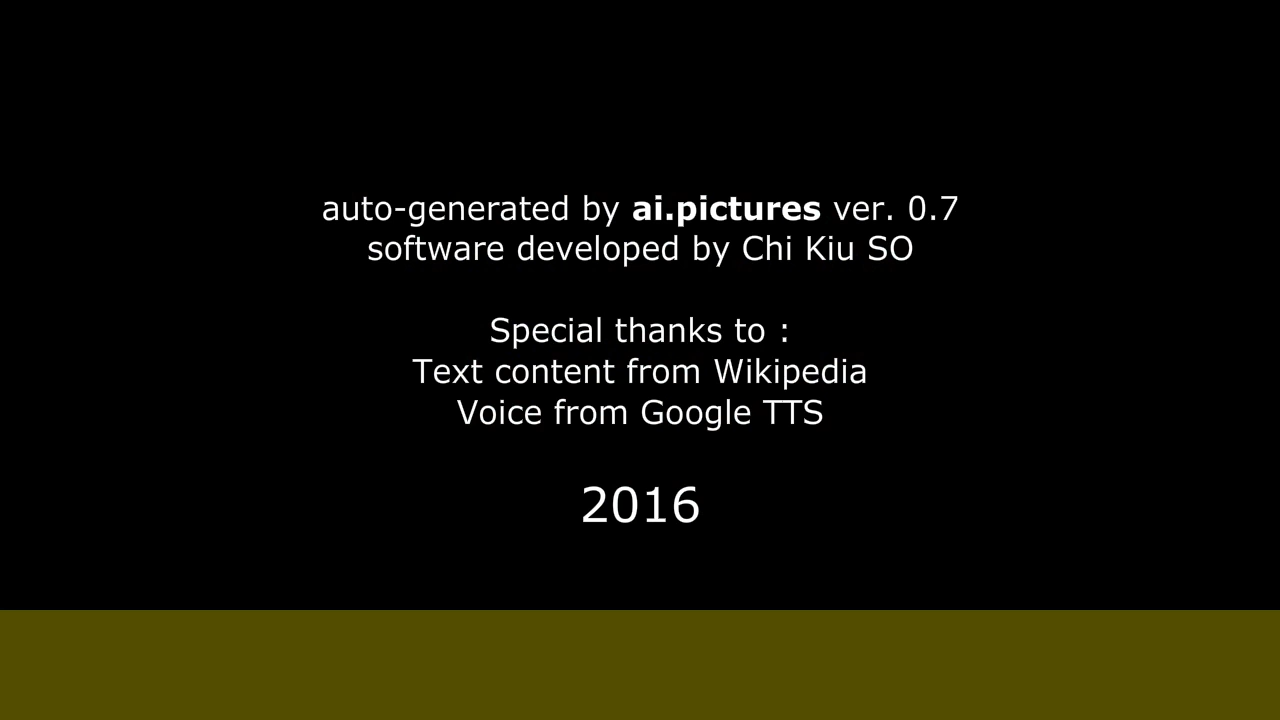 auto-generated by ai.pictures ver. 0.7
software developed by Chi Kiu SO
Special thanks to :
Text content from Wikipedia
Voice from Google TTS
2016